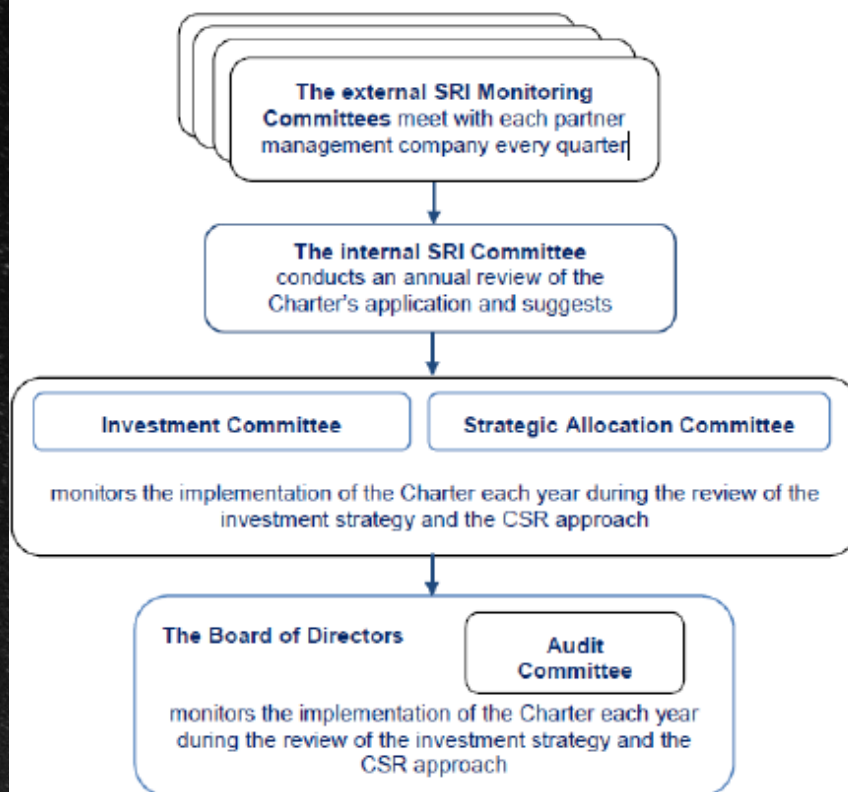 The external SRI Monitoring
Committees meet with each partner
management company every quarter
The internal SRI Committee
conducts an annual review of the
Charter's application and suggests
Investment Committee
Strategic Allocation Committee
monitors the implementation of the Charter each year during the review of the
investment strategy and the CSR approach
The Board of Directors
Audit
Committee
monitors the implementation of the Charter each year
during the review of the investment strategy and the
CSR approach